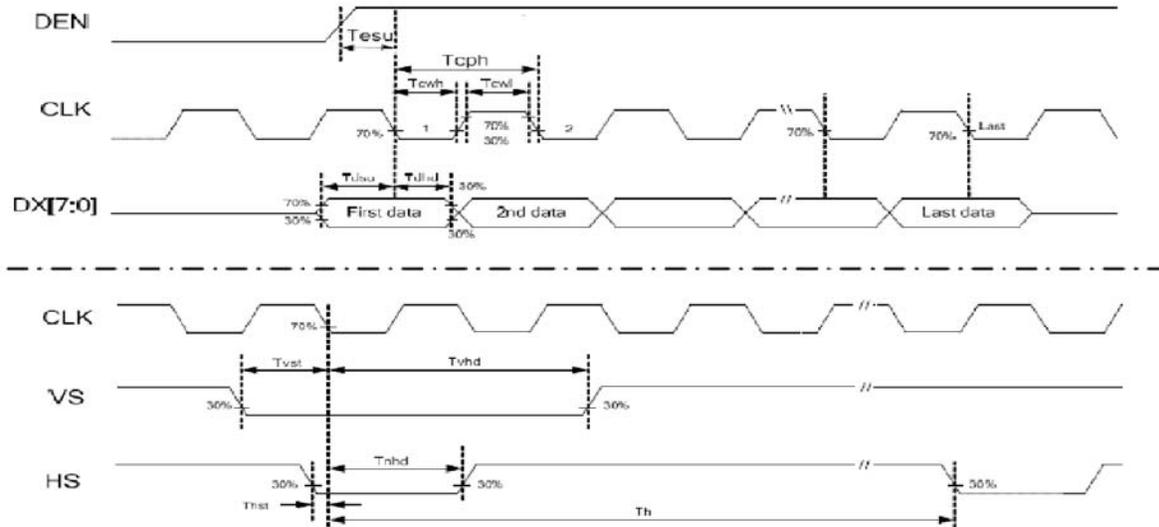 DEN
Tesu
Tcph
Tcwh Tcwl
CLK
70% 1 70% 30% 2 70% 70% Last
Tdsu Tdhd 30%
DX[7:0] 70% 30% First data 30% 2nd data Last data
CLK
70%
Tvst Tvhd
VS
30% 30%
Thhd
HS
30% 30% 30%
Thst
Th